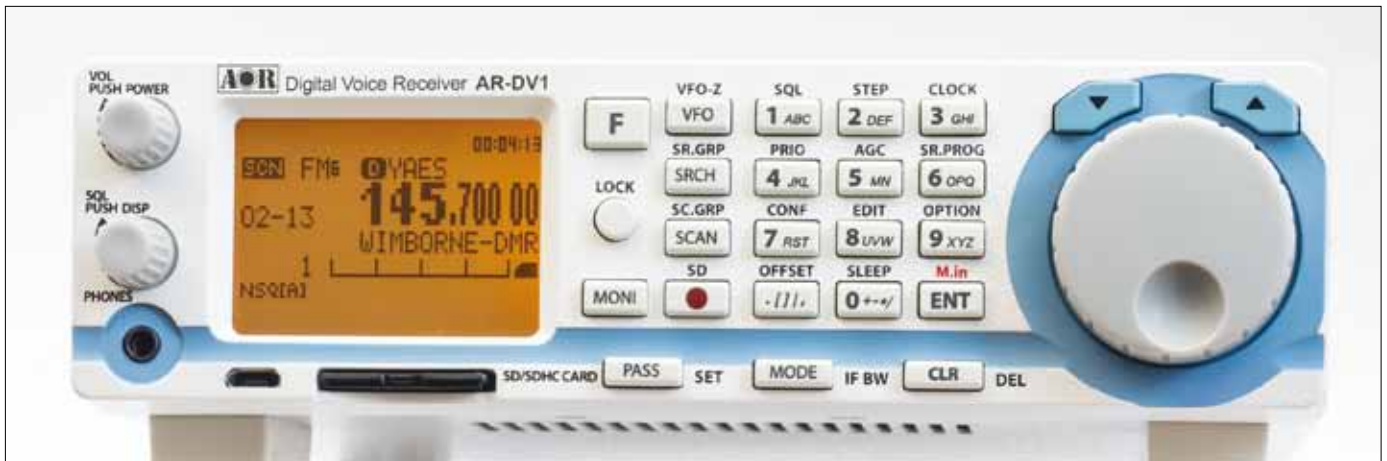 VOL
PUSH POWER
SQL
PUSH DISP
PHONES
AOR Digital Voice Receiver AR-DV1
00:04:13
SCN FM6 D YAES
02-13 145.700 00
WIMBORNE-DMR
1
NSQ[A]
F
LOCK
MONI
VFO-Z SQL STEP CLOCK
VFO 1 ABC 2 DEF 3 GHI
SR.GRP PRIO AGC SR.PROG
SRCH 4 JKL 5 MN 6 OPQ
SC.GRP CONF EDIT OPTION
SCAN 7 RST 8 UVW 9 XYZ
SD OFFSET SLEEP M.in
0 ENT
SD/SDHC CARD PASS SET MODE IF BW CLR DEL